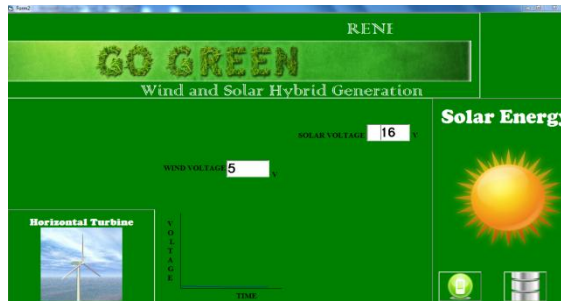 Form2
RENE
GO GREEN
Wind and Solar Hybrid Generation
Solar Energy
SOLAR VOLTAGE 16 V
WIND VOLTAGE 5 V
Horizontal Turbine
VOLTAGE
TIME